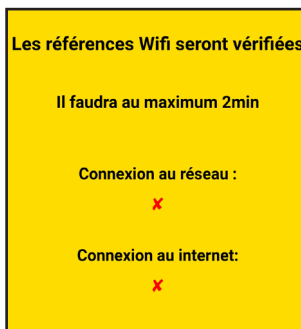 Les références Wifi seront vérifiées
Il faudra au maximum 2min
Connexion au réseau :
✘
Connexion au internet:
✘